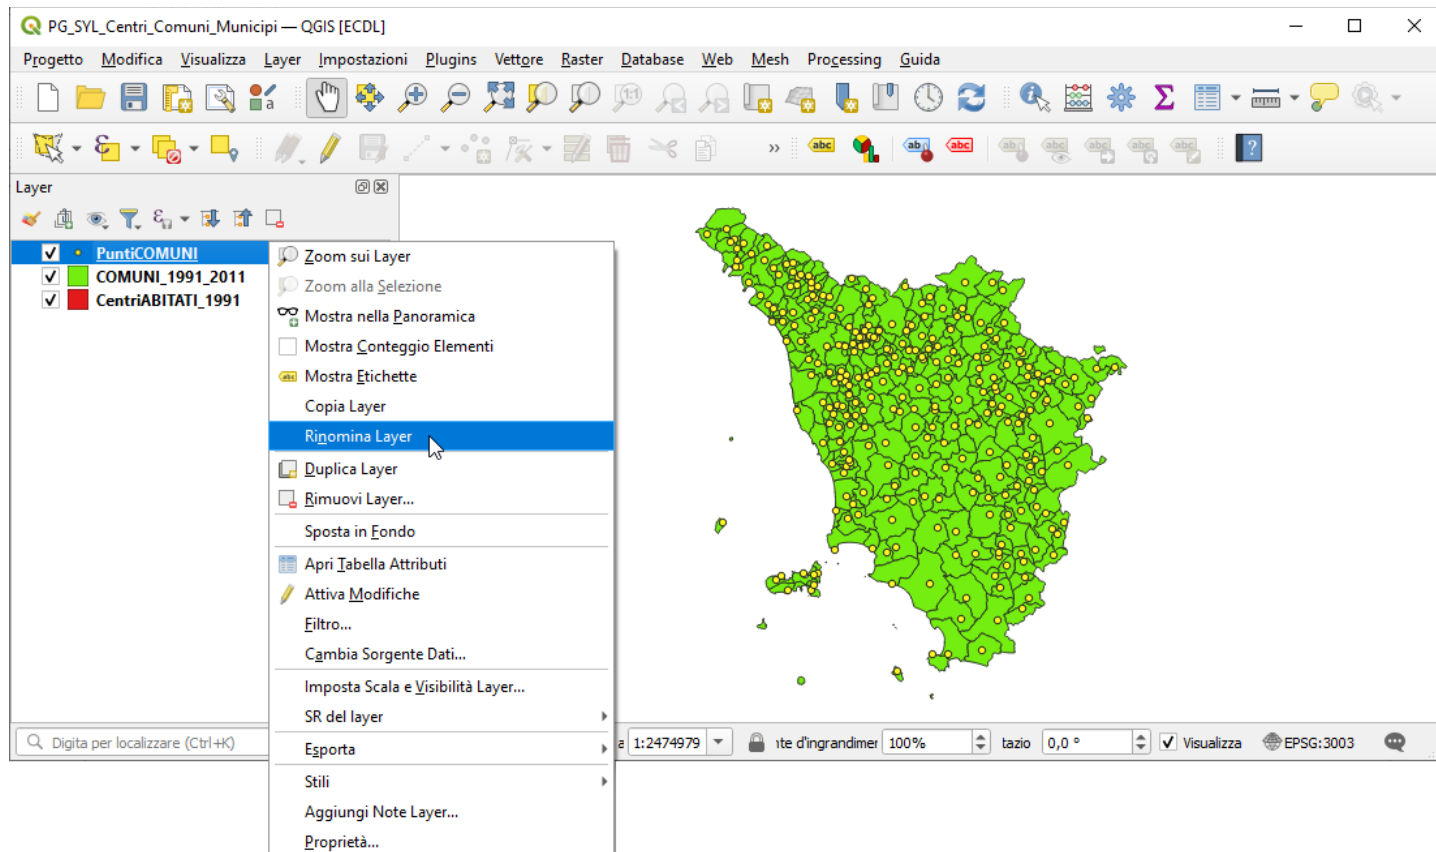 PG_SYL_Centri_Comuni_Municipi — QGIS [ECDL]
Progetto Modifica Visualizza Layer Impostazioni Plugins Vettore Raster Database Web Mesh Processing Guida
Layer
PuntiCOMUNI
COMUNI_1991_2011
CentriABITATI_1991
Zoom sui Layer
Zoom alla Selezione
Mostra nella Panoramica
Mostra Conteggio Elementi
Mostra Etichette
Copia Layer
Rinomina Layer
Duplica Layer
Rimuovi Layer...
Sposta in Fondo
Apri Tabella Attributi
Attiva Modifiche
Filtro...
Cambia Sorgente Dati...
Imposta Scala e Visibilità Layer...
SR del layer
Esporta
Stili
Aggiungi Note Layer...
Proprietà...
Digita per localizzare (Ctrl+K) a 1:2474979 ite d'ingrandimer 100% tazio 0,0 ° Visualizza EPSG:3003